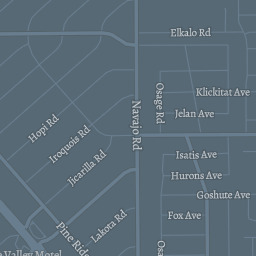 Elkalo Rd
Klickitat Ave
Osage Rd
Jelan Ave
Navajo Rd
Hopi Rd
Iroquois Rd
Isatis Ave
Jicarilla Rd
Hurons Ave
Goshute Ave
Lakota Rd
Fox Ave
Pine Ridge
Valley Motel
Osa